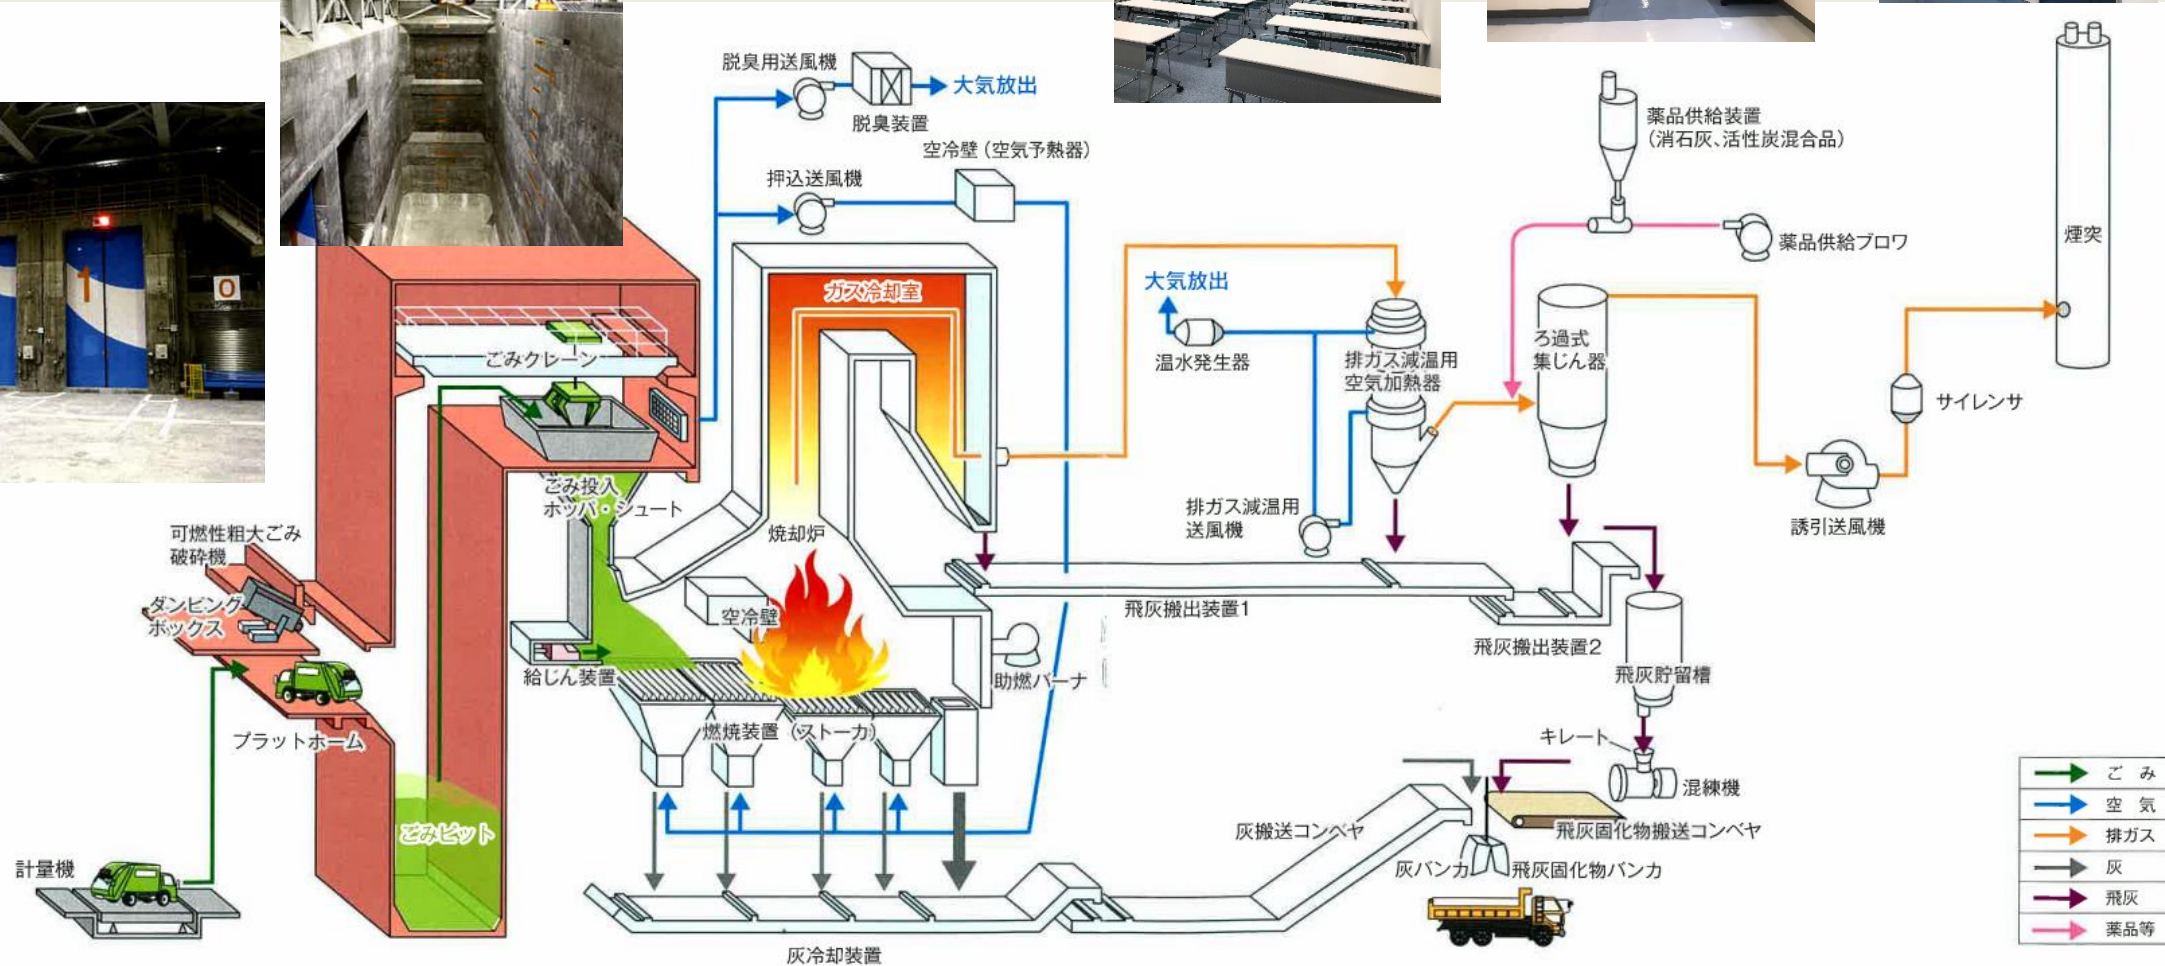 脱臭用送風機
大気放出
脱臭装置
空冷壁（空気予熱器）
押込送風機
薬品供給装置
（消石灰、活性炭混合品）
薬品供給ブロワ
煙突
1
0
ガス冷却室
ごみクレーン
大気放出
温水発生器
排ガス減温用
空気加熱器
ろ過式
集じん器
サイレンサ
ごみ投入
ホッパ・シュート
焼却炉
排ガス減温用
送風機
誘引送風機
可燃性粗大ごみ
破砕機
ダンピング
ボックス
空冷壁
飛灰搬出装置1
飛灰搬出装置2
給じん装置
助燃バーナ
飛灰貯留槽
プラットホーム
燃焼装置（ストーカ）
キレート
混練機
ごみピット
灰搬送コンベヤ
飛灰固化物搬送コンベヤ
計量機
灰バンカ
飛灰固化物バンカ
灰冷却装置
ごみ
空気
排ガス
灰
飛灰
薬品等